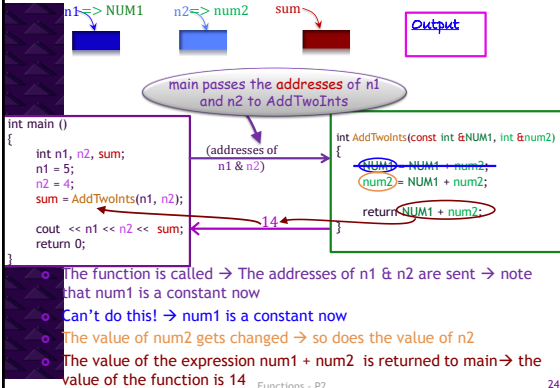 n1=> NUM1
n2=> num2
sum
Output
main passes the addresses of n1
and n2 to AddTwoInts
int main ()
{
int n1, n2, sum;
n1 = 5;
n2 = 4;
sum = AddTwoInts(n1, n2);
cout << n1 << n2 << sum;
return 0;
}
(addresses of
n1 & n2)
14
int AddTwoInts(const int &NUM1, int &num2)
{
NUM1 = NUM1 + num2;
num2 = NUM1 + num2;
return NUM1 + num2;
}
The function is called → The addresses of n1 & n2 are sent → note
that num1 is a constant now
Can't do this! → num1 is a constant now
The value of num2 gets changed → so does the value of n2
The value of the expression num1 + num2 is returned to main→ the
value of the function is 14
Functions - P2
24